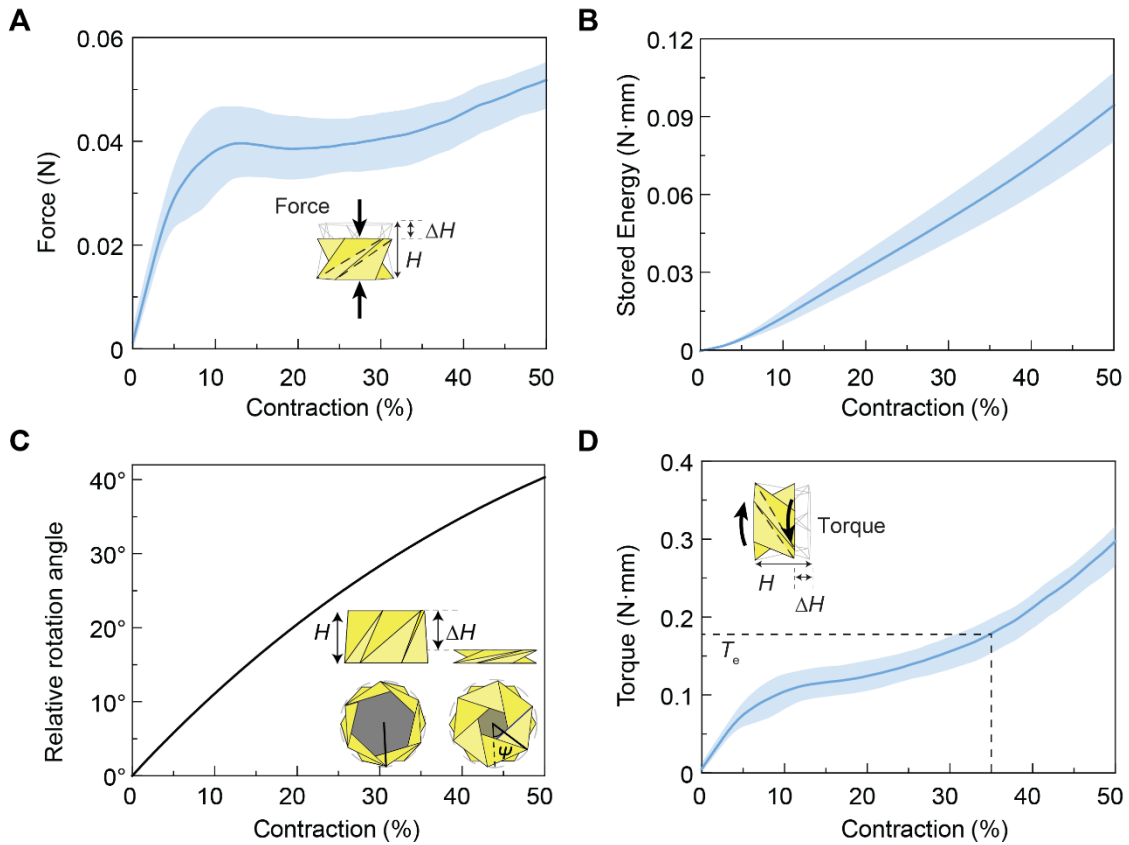 A
Force (N)
0.06
0.04
0.02
0
0
10
20
30
40
50
Contraction (%)
Force
ΔH
H
B
Stored Energy (N·mm)
0.12
0.09
0.06
0.03
0
0
10
20
30
40
50
Contraction (%)
C
Relative rotation angle
40°
30°
20°
10°
0°
0
10
20
30
40
50
Contraction (%)
H
ΔH
ψ
D
Torque (N·mm)
0.4
0.3
0.2
0.1
0
0
10
20
30
40
50
Contraction (%)
Torque
H
ΔH
Te